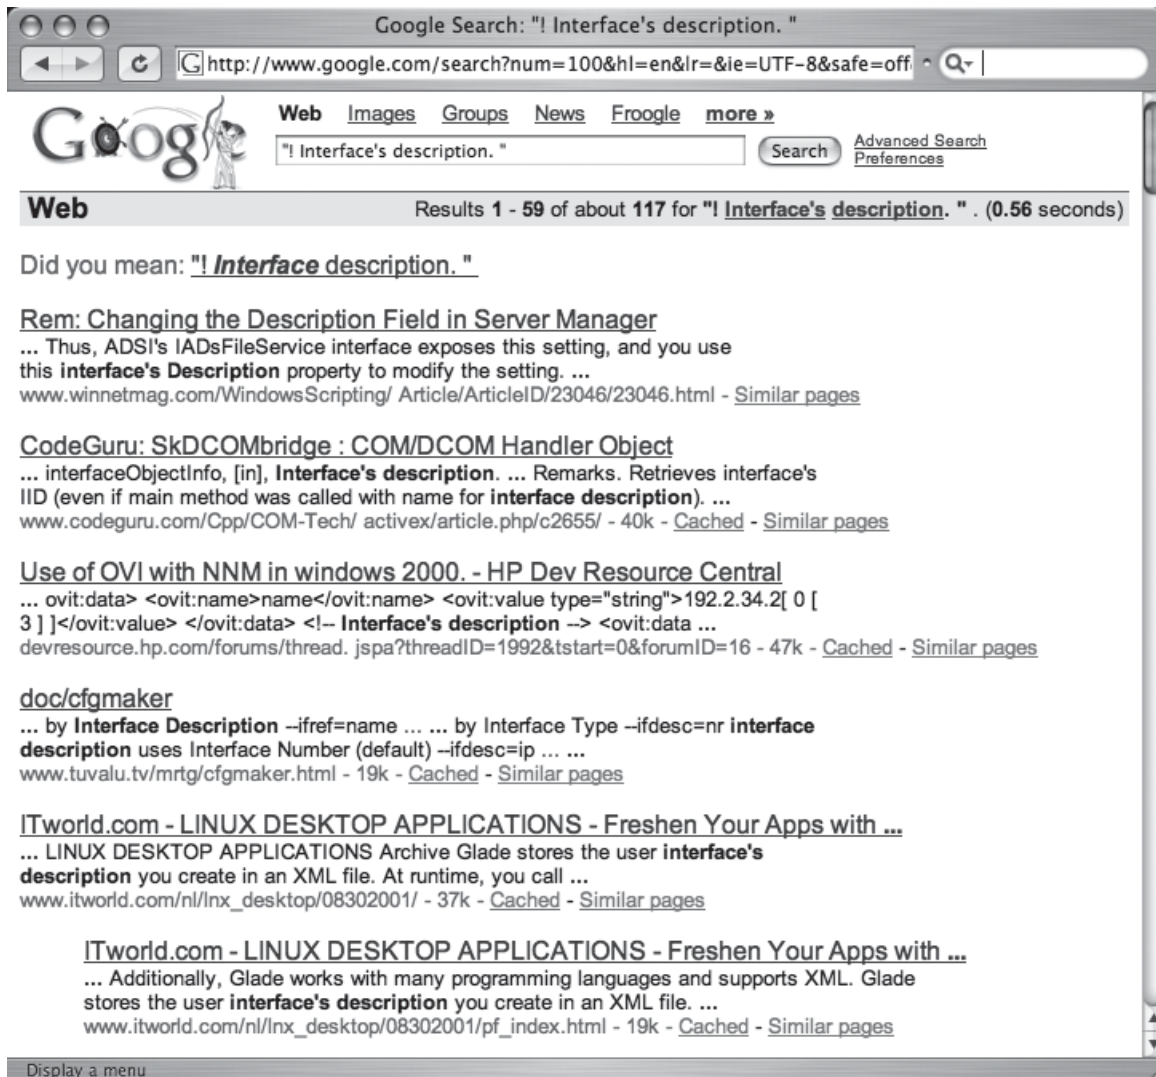 Google Search: "! Interface's description. "
G http://www.google.com/search?num=100&hl=en&lr=&ie=UTF-8&safe=off
Google
Web Images Groups News Froogle more »
"! Interface's description. " Search Advanced Search
Preferences
Web Results 1 - 59 of about 117 for "! Interface's description. " . (0.56 seconds)
Did you mean: "! Interface description. "
Rem: Changing the Description Field in Server Manager
... Thus, ADSI's IADsFileService interface exposes this setting, and you use
this interface's Description property to modify the setting. ...
www.winnetmag.com/WindowsScripting/ Article/ArticleID/23046/23046.html - Similar pages
CodeGuru: SkDCOMbridge : COM/DCOM Handler Object
... interfaceObjectInfo, [in], Interface's description. ... Remarks. Retrieves interface's
IID (even if main method was called with name for interface description). ...
www.codeguru.com/Cpp/COM-Tech/ activex/article.php/c2655/ - 40k - Cached - Similar pages
Use of OVI with NNM in windows 2000. - HP Dev Resource Central
... ovit:data> <ovit:name>name</ovit:name> <ovit:value type="string">192.2.34.2[ 0 [
3 ] ]</ovit:value> </ovit:data> <!-- Interface's description --> <ovit:data ...
devresource.hp.com/forums/thread. jspa?threadID=1992&tstart=0&forumID=16 - 47k - Cached - Similar pages
doc/cfgmaker
... by Interface Description --ifref=name ... ... by Interface Type --ifdesc=nr interface
description uses Interface Number (default) --ifdesc=ip ... ...
www.tuvalu.tv/mrtg/cfgmaker.html - 19k - Cached - Similar pages
ITworld.com - LINUX DESKTOP APPLICATIONS - Freshen Your Apps with ...
... LINUX DESKTOP APPLICATIONS Archive Glade stores the user interface's
description you create in an XML file. At runtime, you call ...
www.itworld.com/nl/lnx_desktop/08302001/ - 37k - Cached - Similar pages
ITworld.com - LINUX DESKTOP APPLICATIONS - Freshen Your Apps with ...
... Additionally, Glade works with many programming languages and supports XML. Glade
stores the user interface's description you create in an XML file. ...
www.itworld.com/nl/lnx_desktop/08302001/pf_index.html - 19k - Cached - Similar pages
Display a menu